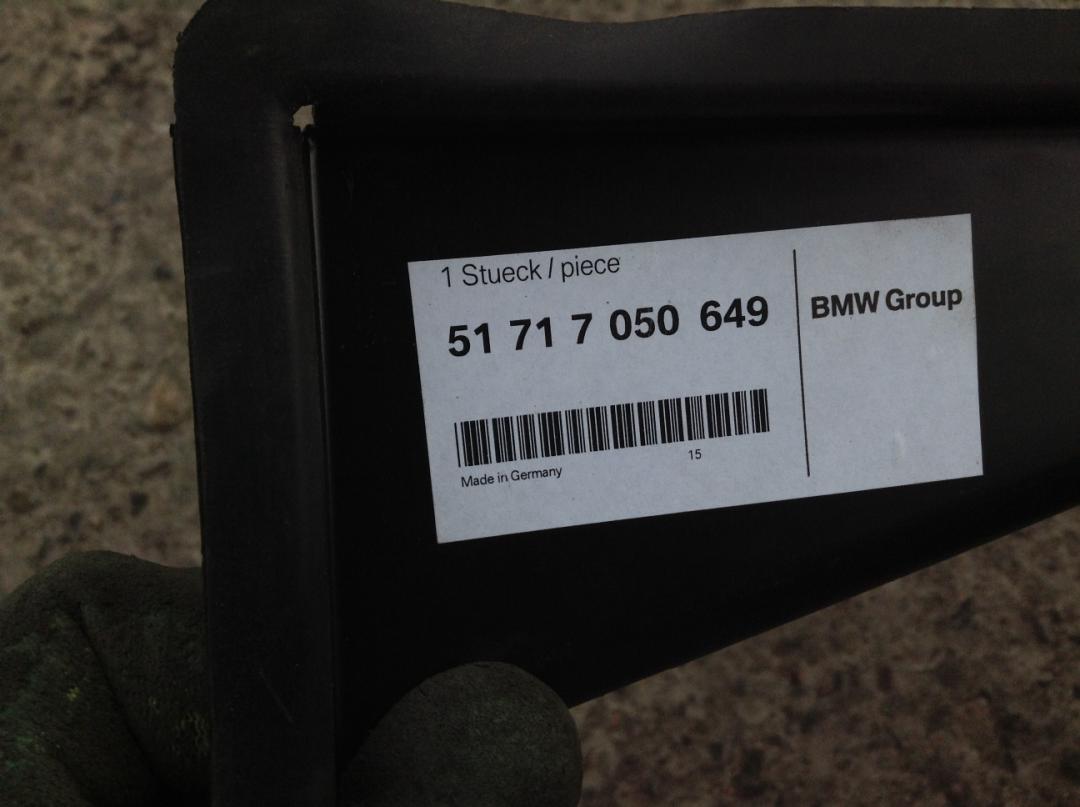 1 Stueck / piece
51 71 7 050 649
BMW Group
Made in Germany
15